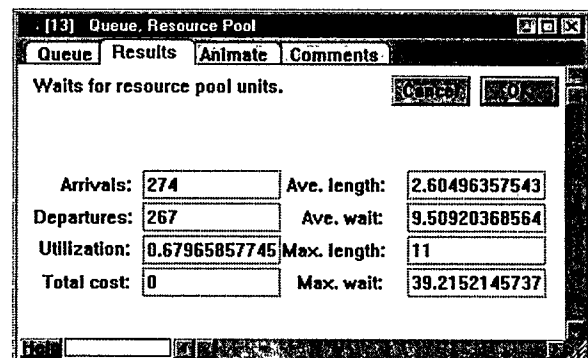 [13] Queue, Resource Pool
Queue Results Animate Comments
Waits for resource pool units.
Cancel OK
Arrivals: 274 Ave. length: 2.60496357543
Departures: 267 Ave. wait: 9.50920368564
Utilization: 0.67965857745 Max. length: 11
Total cost: 0 Max. wait: 39.2152145737
Help